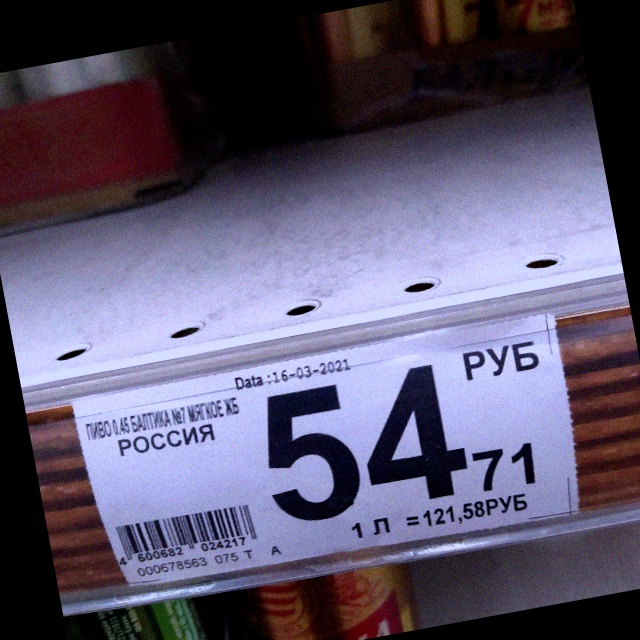 Data:16-03-2021
ПИВО 0,45 БАЛТИКА №7 МЯГКОЕ ЖБ
РОССИЯ
54 71 РУБ
1 Л =121,58РУБ
4 600682 024217
000678563 075 Т А